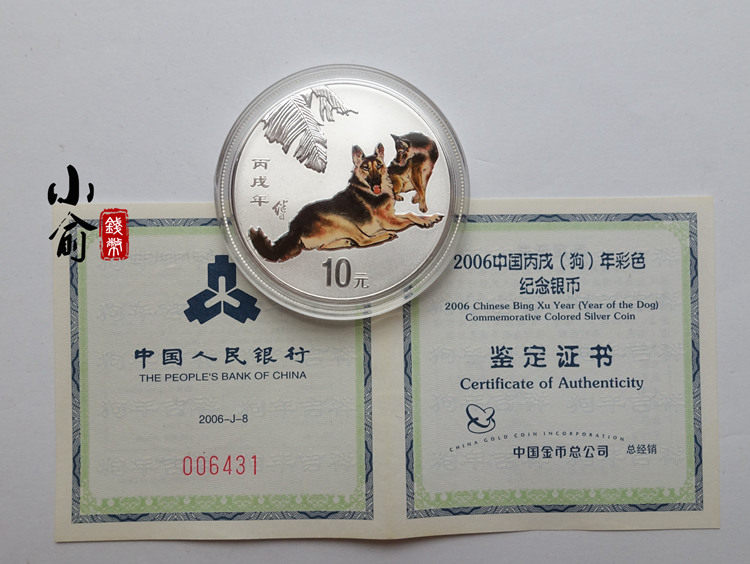 小俞
錢幣
丙戌年
10元
中国人民银行
THE PEOPLE'S BANK OF CHINA
2006-J-8
006431
2006中国丙戌(狗)年彩色
纪念银币
2006 Chinese Bing Xu Year (Year of the Dog)
Commemorative Colored Silver Coin
鉴定证书
Certificate of Authenticity
CHINA GOLD COIN INCORPORATION
中国金币总公司 总经销